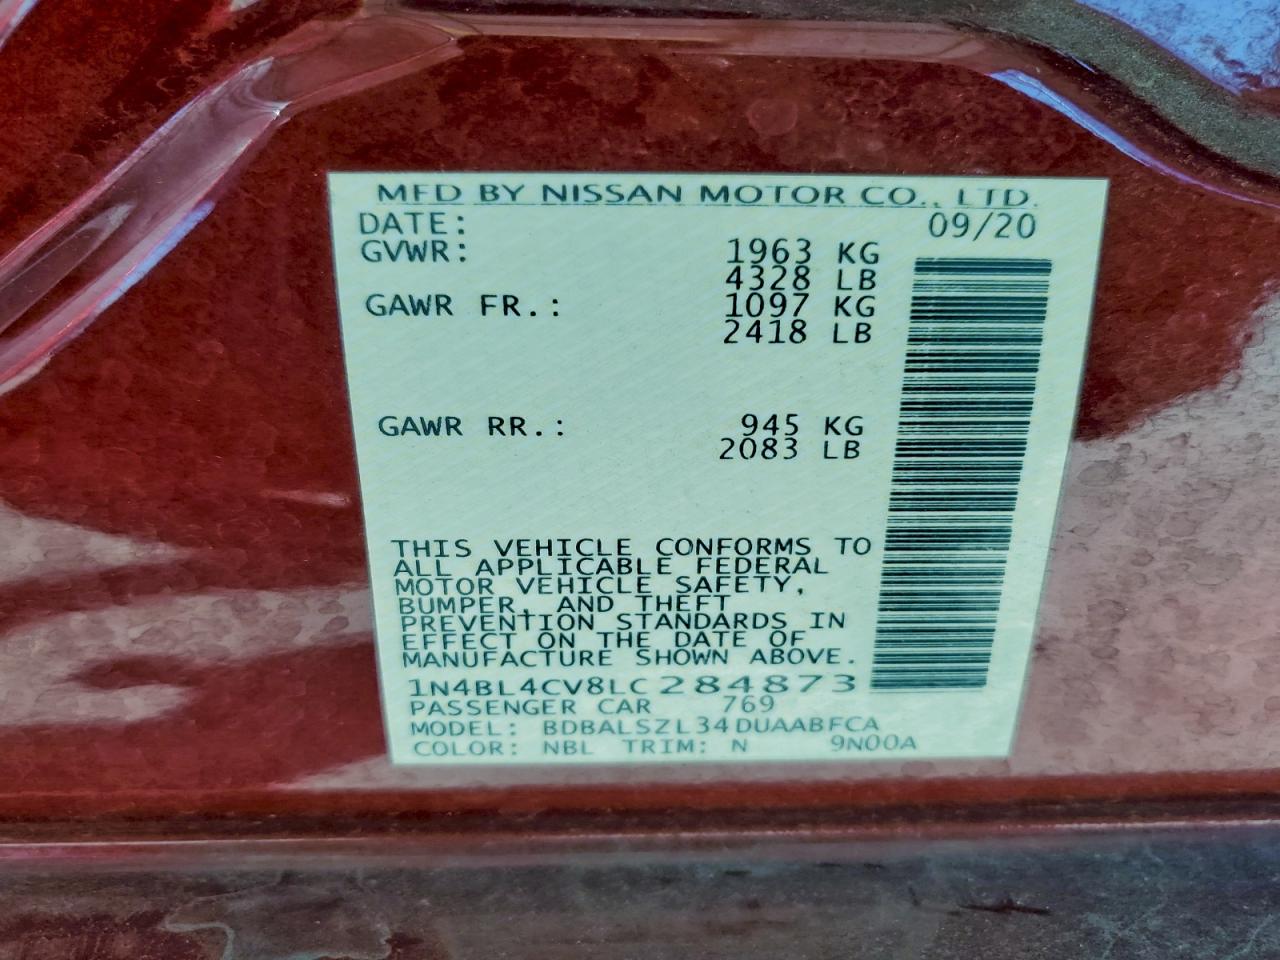 MFD BY NISSAN MOTOR CO., LTD.
DATE: 09/20
GVWR: 1963 KG
4328 LB
GAWR FR.: 1097 KG
2418 LB
GAWR RR.: 945 KG
2083 LB
THIS VEHICLE CONFORMS TO
ALL APPLICABLE FEDERAL
MOTOR VEHICLE SAFETY,
BUMPER, AND THEFT
PREVENTION STANDARDS IN
EFFECT ON THE DATE OF
MANUFACTURE SHOWN ABOVE.
1N4BL4CV8LC284873
PASSENGER CAR 769
MODEL: BDBALSZL34DUAABFCA
COLOR: NBL TRIM: N 9N00A